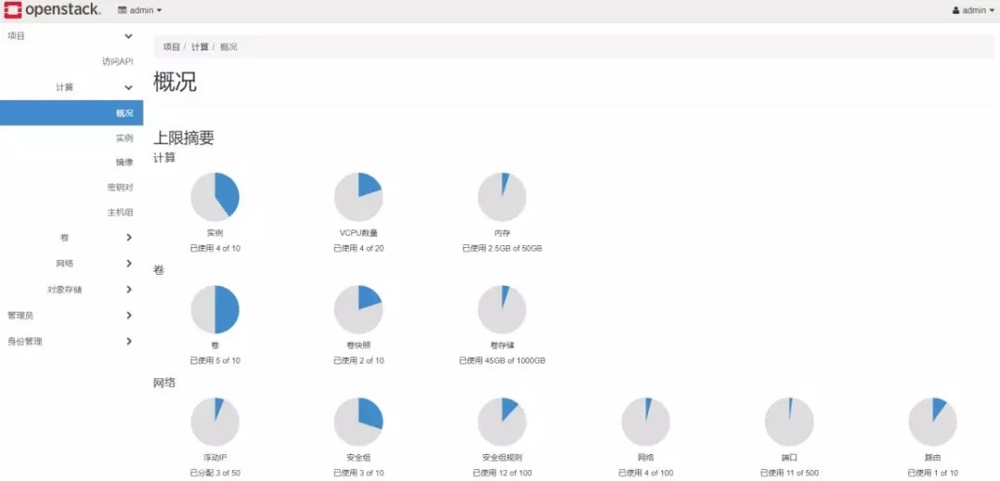 openstack. admin admin
项目
访问API
计算
概况
实例
镜像
密钥对
主机组
卷
网络
对象存储
管理员
身份管理
项目 / 计算 / 概况
概况
上限摘要
计算
实例 VCPU数量 内存
已使用 4 of 10 已使用 4 of 20 已使用 2.5GB of 50GB
卷
卷 卷快照 卷存储
已使用 5 of 10 已使用 2 of 10 已使用 45GB of 1000GB
网络
浮动IP 安全组 安全组规则 网络 端口 路由
已分配 3 of 50 已使用 3 of 10 已使用 12 of 100 已使用 4 of 100 已使用 11 of 500 已使用 1 of 10